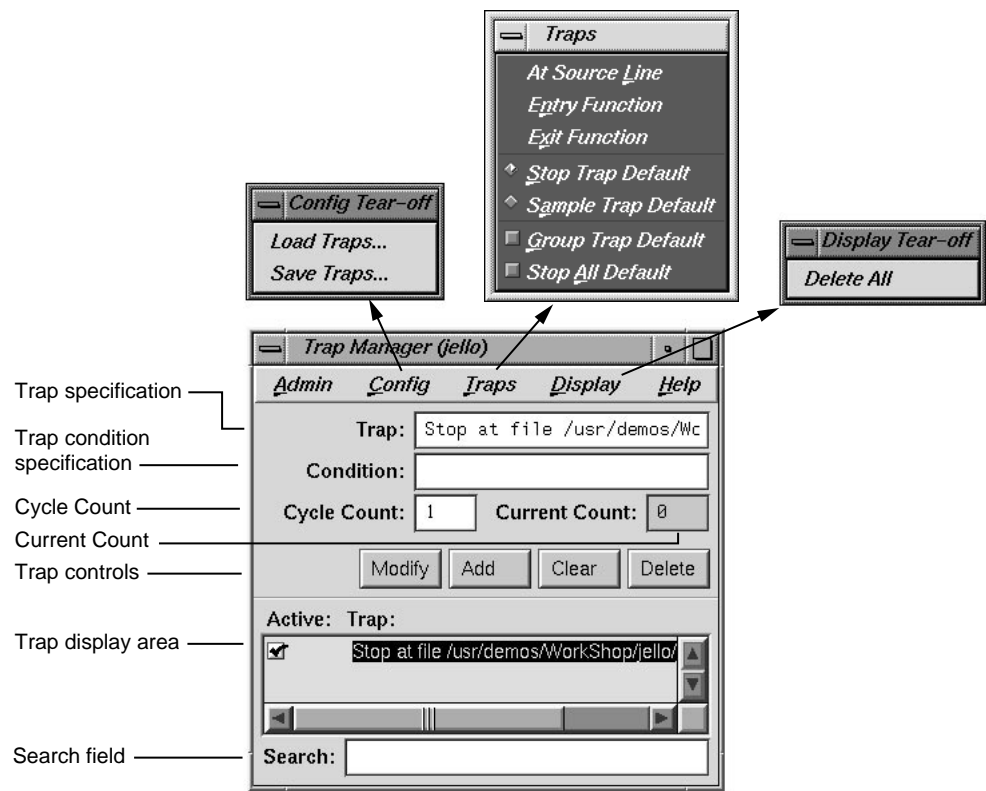 Traps
At Source Line
Entry Function
Exit Function
Stop Trap Default
Sample Trap Default
Group Trap Default
Stop All Default
Config Tear-off
Load Traps...
Save Traps...
Display Tear-off
Delete All
Trap Manager (jello)
Admin Config Traps Display Help
Trap specification
Trap: Stop at file /usr/demos/Wc
Trap condition
specification
Condition:
Cycle Count
Cycle Count: 1 Current Count: 0
Current Count
Trap controls
Modify Add Clear Delete
Active: Trap:
Trap display area
Stop at file /usr/demos/WorkShop/jello/
Search field
Search: